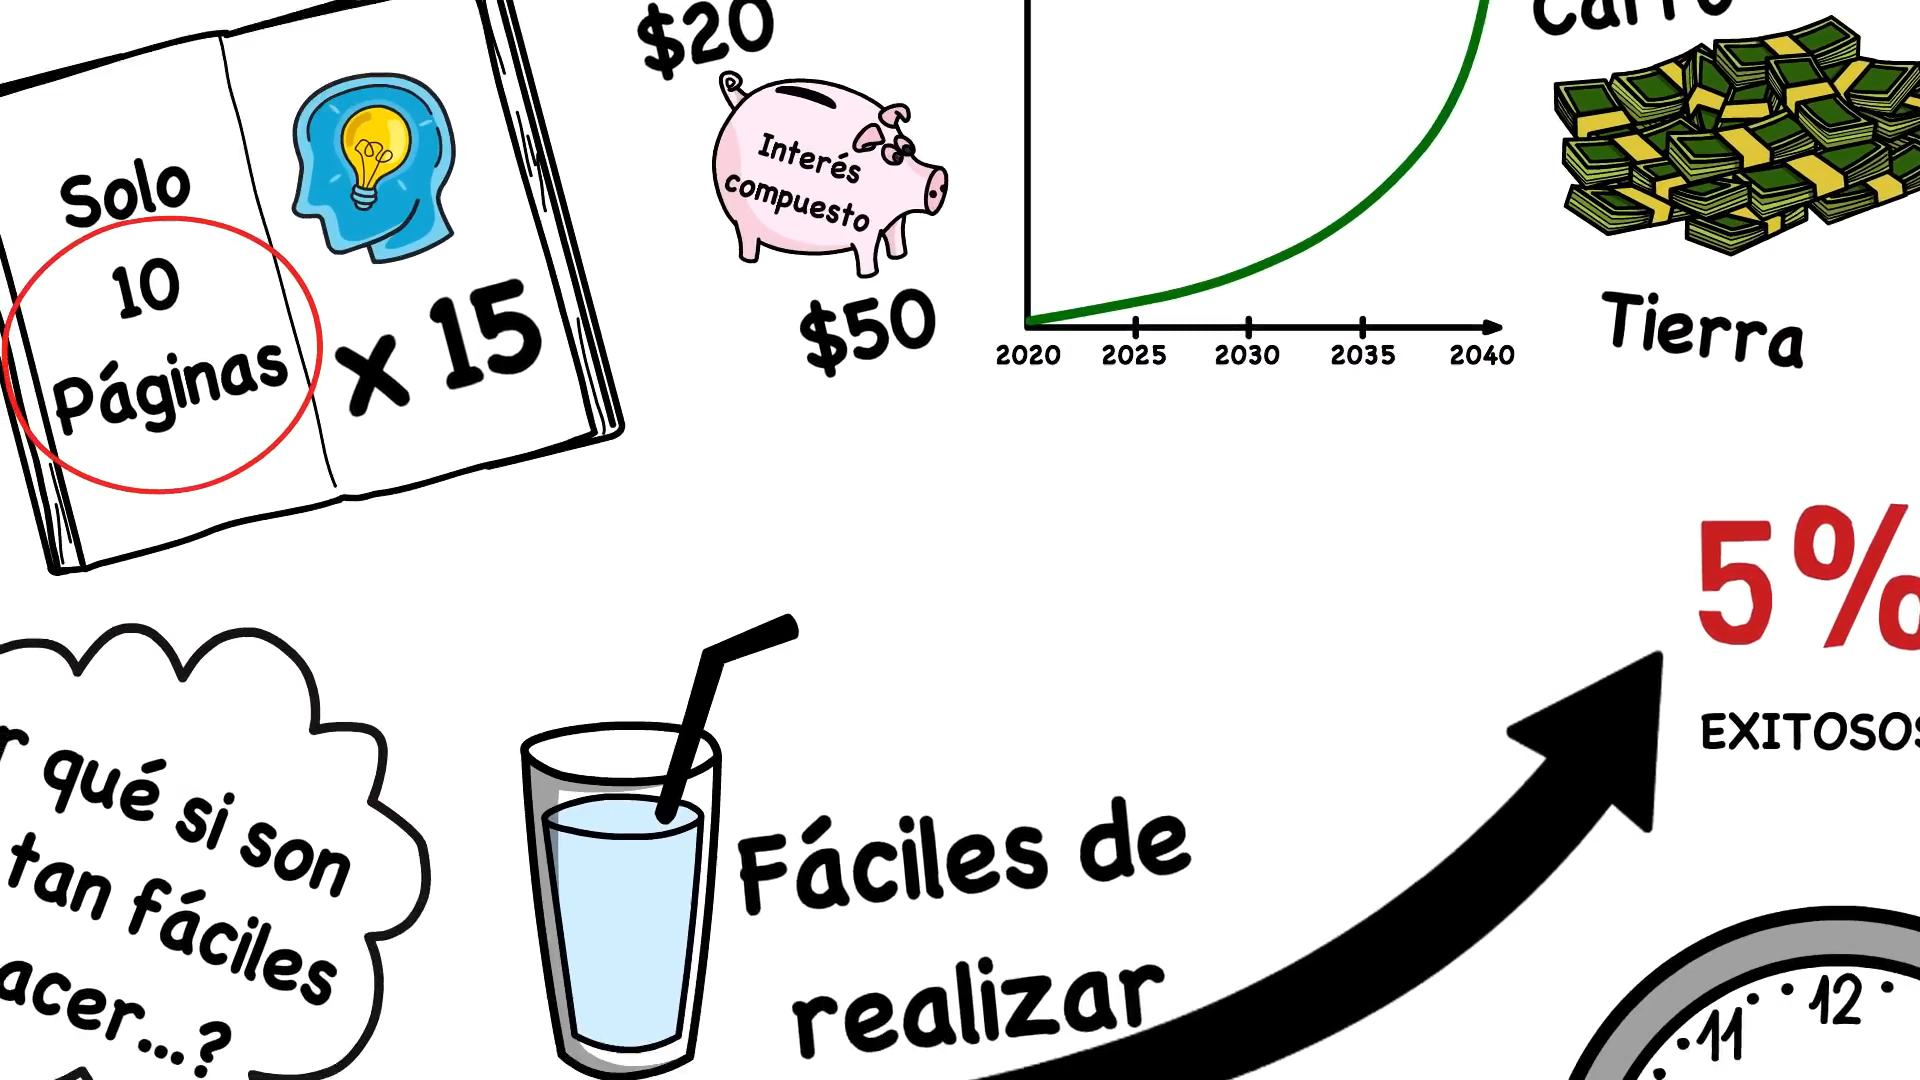 Solo
10
Páginas
x 15
$20
Interés
compuesto
$50
2020 2025 2030 2035 2040
Carro
Tierra
5%
EXITOSOS
qué si son
tan fáciles
Fáciles de
realizar
12
11